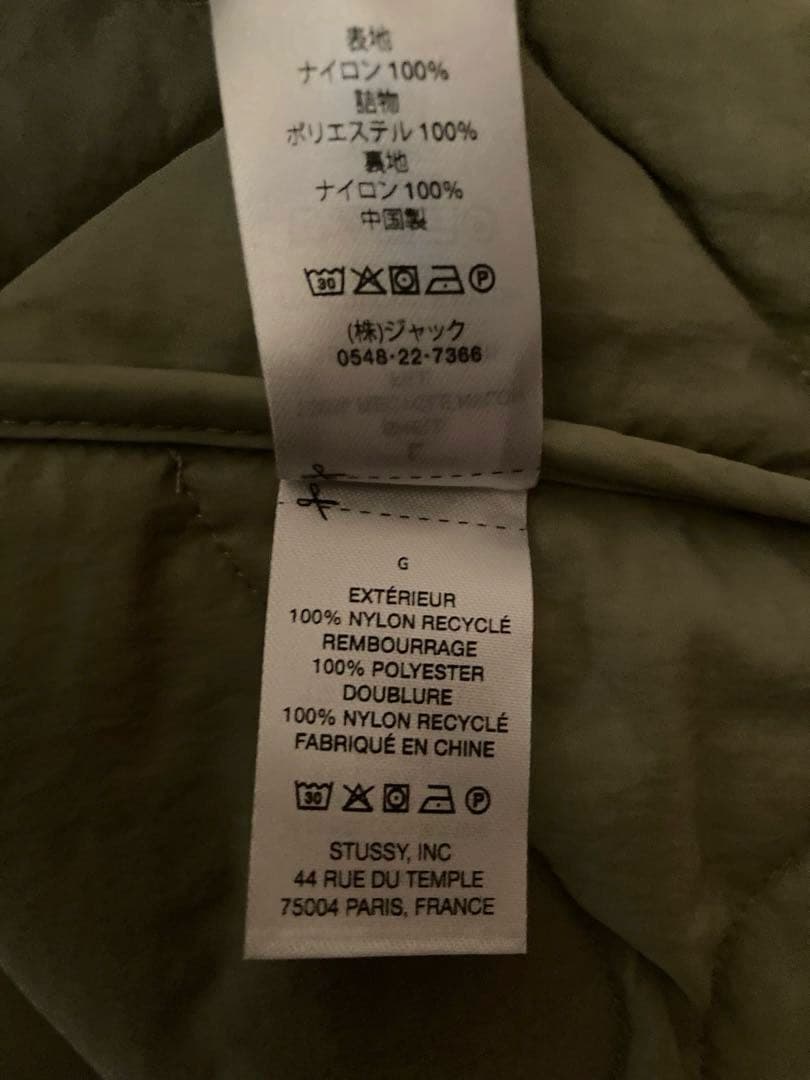 表地
ナイロン100%
詰物
ポリエステル100%
裏地
ナイロン100%
中国製
30 P
(株)ジャック
0548·22·7366
G
EXTÉRIEUR
100% NYLON RECYCLÉ
REMBOURRAGE
100% POLYESTER
DOUBLURE
100% NYLON RECYCLÉ
FABRIQUÉ EN CHINE
30 P
STUSSY, INC
44 RUE DU TEMPLE
75004 PARIS, FRANCE